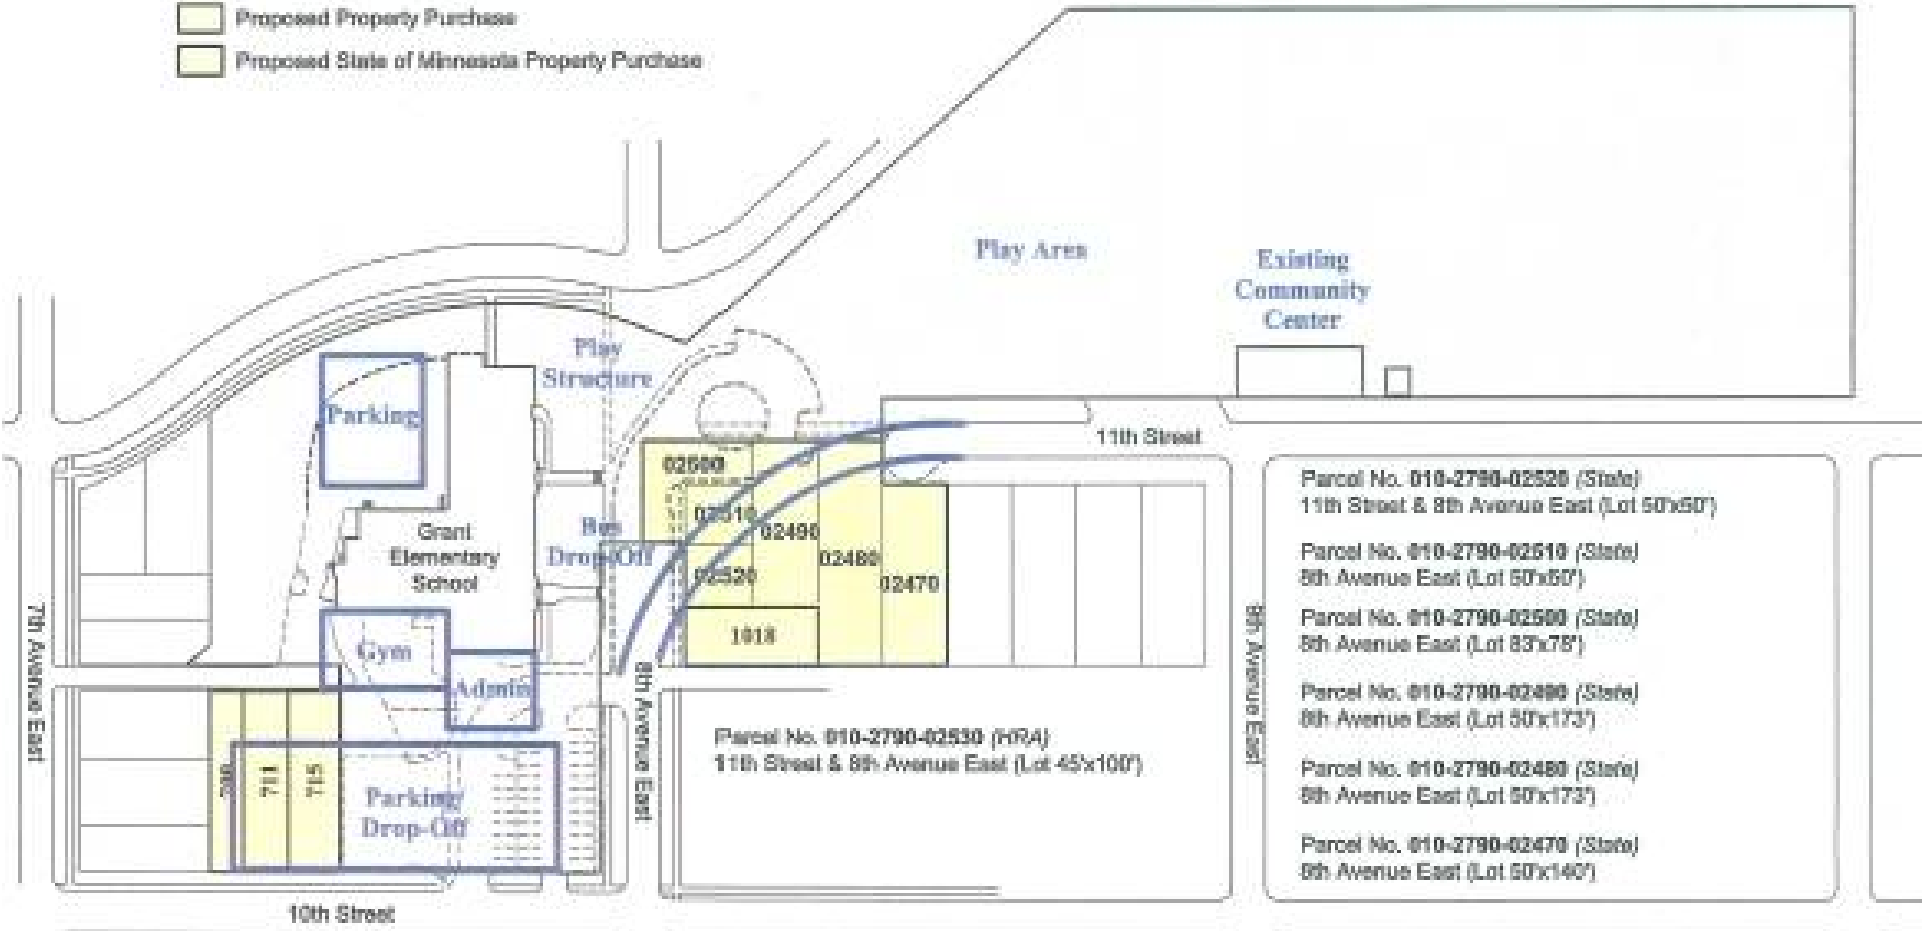 Proposed Property Purchase
Proposed State of Minnesota Property Purchase
Play Area
Existing
Community
Center
Play
Structure
Parking
11th Street
02500
02510
02490
02480
02470
02520
1018
Grant
Elementary
School
Bus
Drop-Off
Gym
Admin
7th Avenue East
8th Avenue East
9th Avenue East
711
715
Parking/
Drop-Off
10th Street
Parcel No. 010-2790-02530 (HRA)
11th Street & 8th Avenue East (Lot 45'x100')
Parcel No. 010-2790-02520 (State)
11th Street & 8th Avenue East (Lot 50'x50')
Parcel No. 010-2790-02510 (State)
8th Avenue East (Lot 50'x50')
Parcel No. 010-2790-02500 (State)
8th Avenue East (Lot 83'x78')
Parcel No. 010-2790-02490 (State)
8th Avenue East (Lot 50'x173')
Parcel No. 010-2790-02480 (State)
8th Avenue East (Lot 50'x173')
Parcel No. 010-2790-02470 (State)
8th Avenue East (Lot 50'x140')